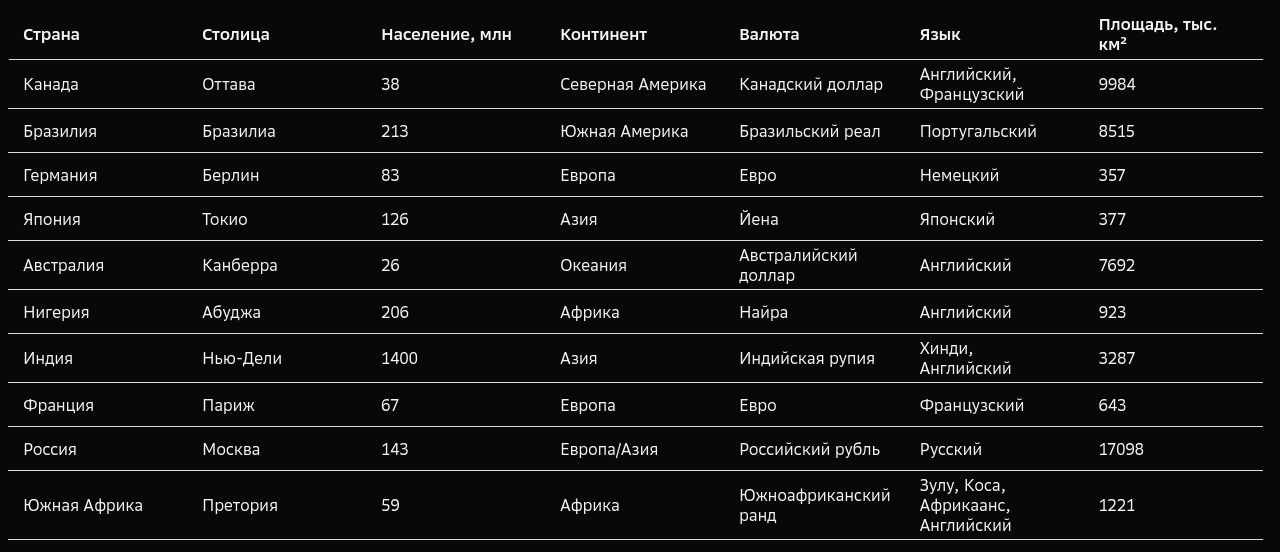 Страна Столица Население, млн Континент Валюта Язык Площадь, тыс. км²
Канада Оттава 38 Северная Америка Канадский доллар Английский, Французский 9984
Бразилия Бразилиа 213 Южная Америка Бразильский реал Португальский 8515
Германия Берлин 83 Европа Евро Немецкий 357
Япония Токио 126 Азия Йена Японский 377
Австралия Канберра 26 Океания Австралийский доллар Английский 7692
Нигерия Абуджа 206 Африка Найра Английский 923
Индия Нью-Дели 1400 Азия Индийская рупия Хинди, Английский 3287
Франция Париж 67 Европа Евро Французский 643
Россия Москва 143 Европа/Азия Российский рубль Русский 17098
Южная Африка Претория 59 Африка Южноафриканский ранд Зулу, Коса, Африкаанс, Английский 1221